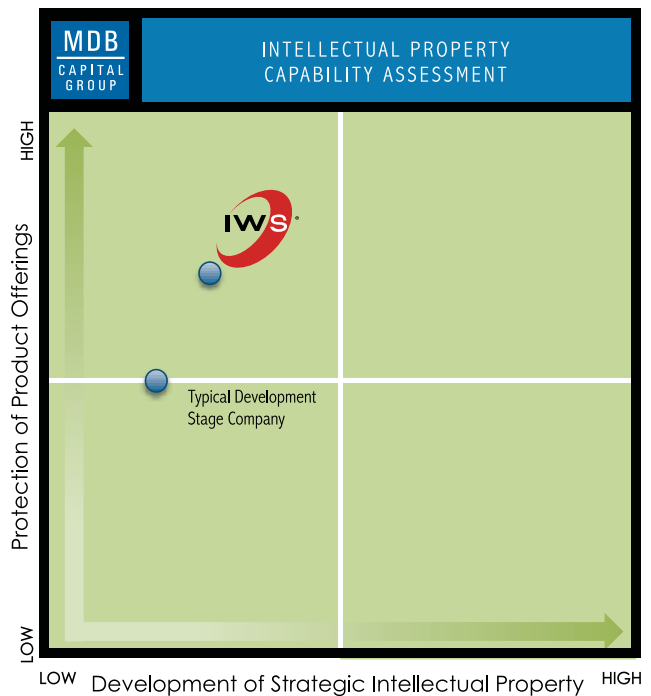 MDB
CAPITAL
GROUP
INTELLECTUAL PROPERTY
CAPABILITY ASSESSMENT
HIGH
IWS
Protection of Product Offerings
Typical Development
Stage Company
LOW
LOW
Development of Strategic Intellectual Property
HIGH